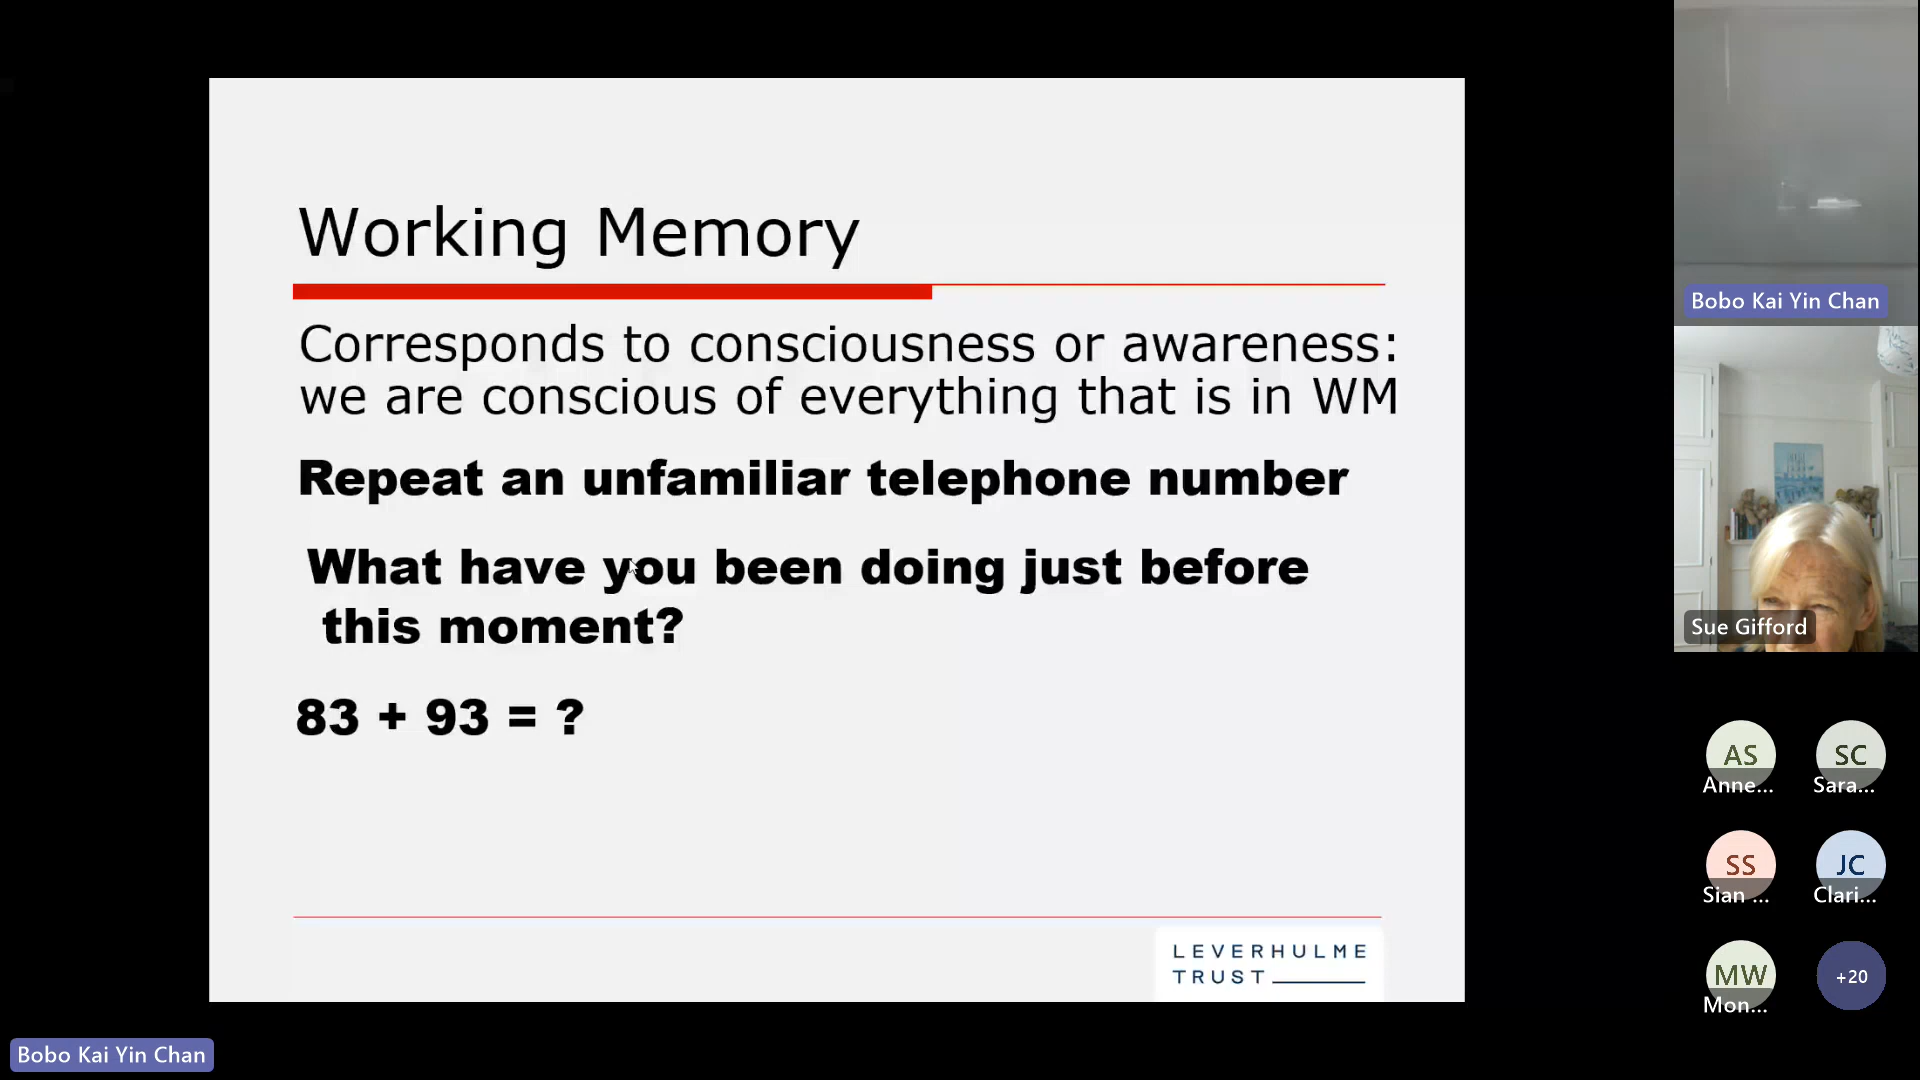 Working Memory
Corresponds to consciousness or awareness:
we are conscious of everything that is in WM
Repeat an unfamiliar telephone number
What have you been doing just before
this moment?
83 + 93 = ?
LEVERHULME
TRUST
Bobo Kai Yin Chan
Bobo Kai Yin Chan
Sue Gifford
AS
Anne...
SC
Sara...
SS
Sian ...
JC
Clari...
MW
Mon...
+20